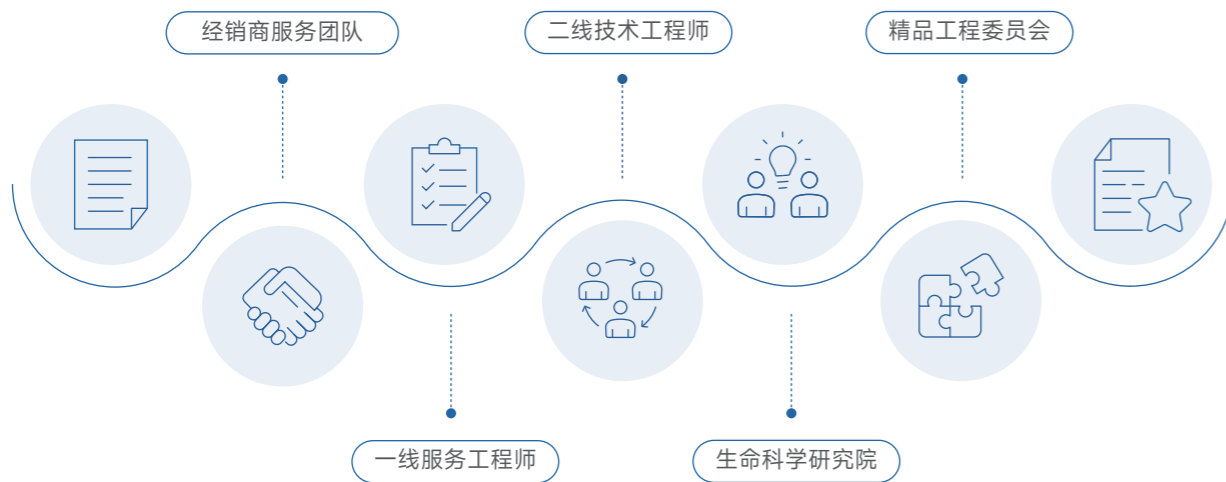 经销商服务团队
二线技术工程师
精品工程委员会
一线服务工程师
生命科学研究院